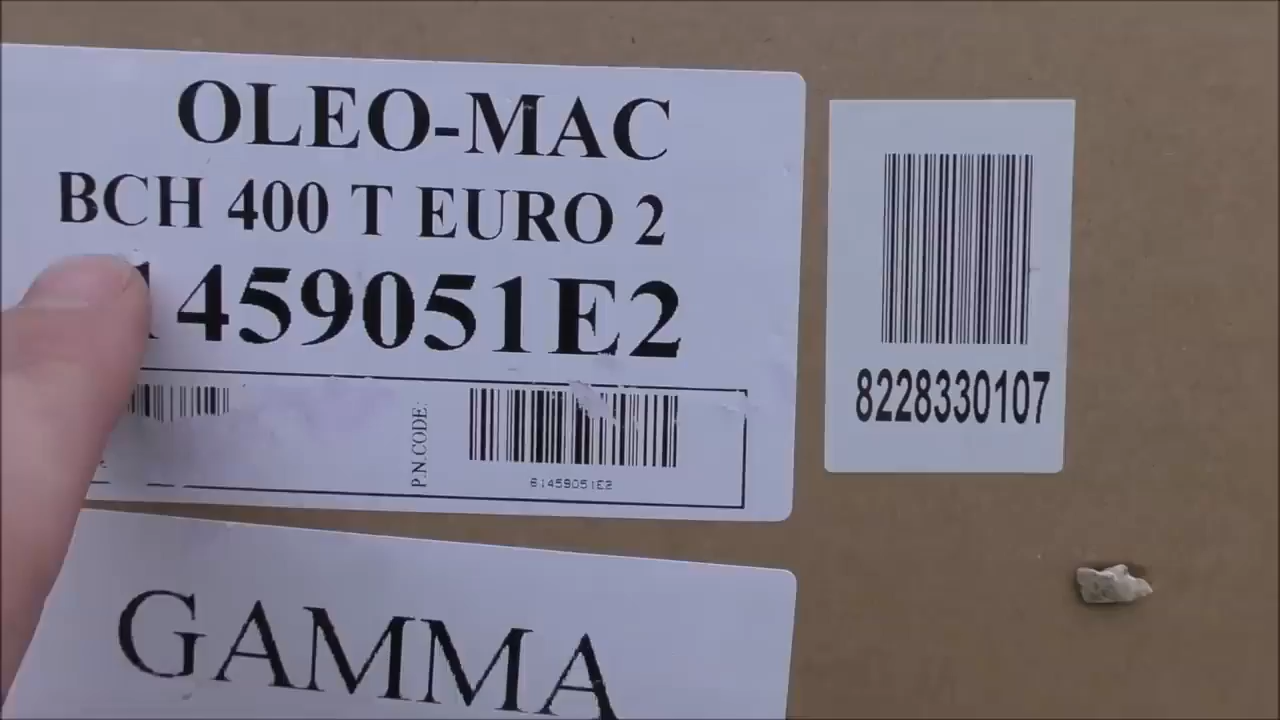 OLEO-MAC
BCH 400 T EURO 2
1459051E2
P.N.CODE:
61459051E2
GAMMA
8228330107